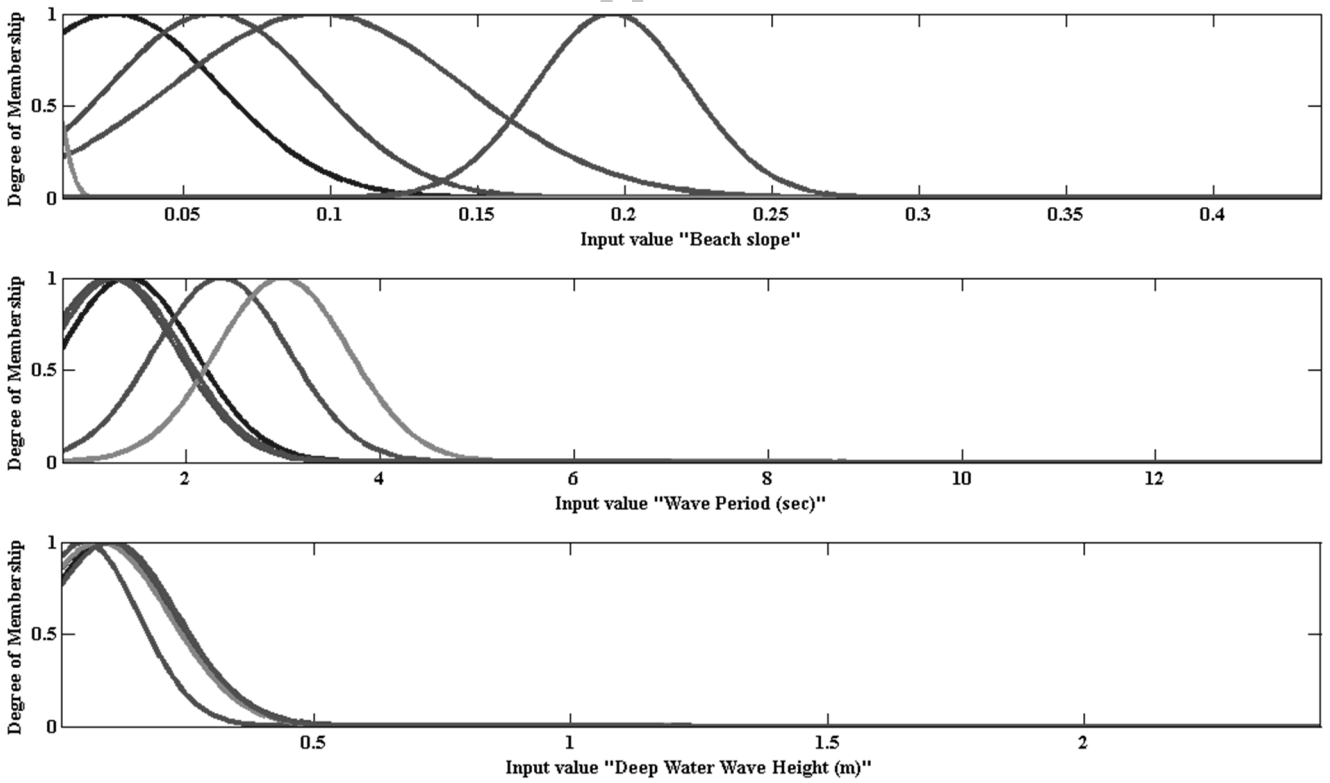 Degree of Membership
1
0.5
0
0.05 0.1 0.15 0.2 0.25 0.3 0.35 0.4
Input value "Beach slope"
Degree of Membership
1
0.5
0
2 4 6 8 10 12
Input value "Wave Period (sec)"
Degree of Membership
1
0.5
0
0.5 1 1.5 2
Input value "Deep Water Wave Height (m)"